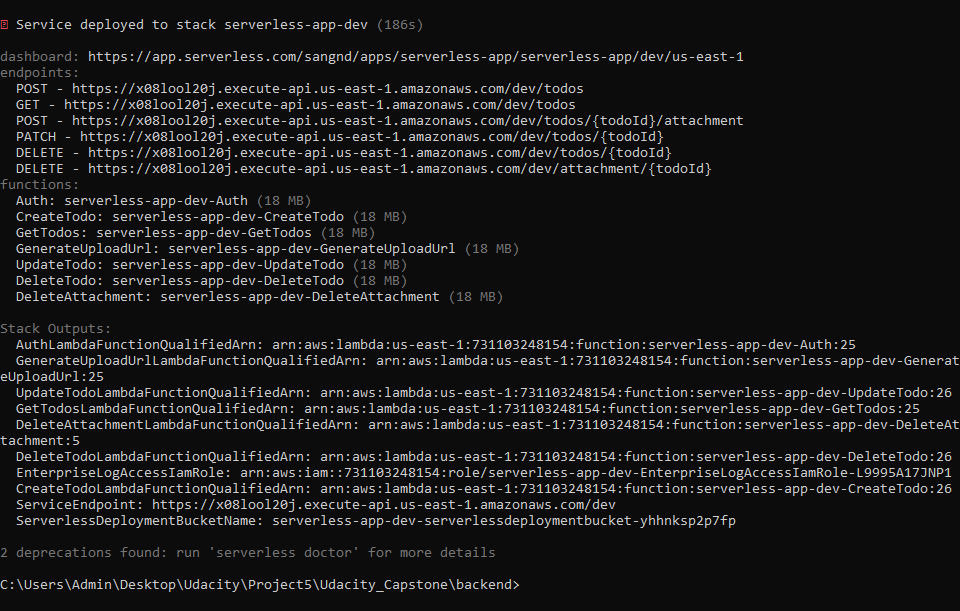 Service deployed to stack serverless-app-dev (186s)
dashboard: https://app.serverless.com/sangnd/apps/serverless-app/serverless-app/dev/us-east-1
endpoints:
POST - https://x08lool20j.execute-api.us-east-1.amazonaws.com/dev/todos
GET - https://x08lool20j.execute-api.us-east-1.amazonaws.com/dev/todos
POST - https://x08lool20j.execute-api.us-east-1.amazonaws.com/dev/todos/{todoId}/attachment
PATCH - https://x08lool20j.execute-api.us-east-1.amazonaws.com/dev/todos/{todoId}
DELETE - https://x08lool20j.execute-api.us-east-1.amazonaws.com/dev/todos/{todoId}
DELETE - https://x08lool20j.execute-api.us-east-1.amazonaws.com/dev/attachment/{todoId}
functions:
Auth: serverless-app-dev-Auth (18 MB)
CreateTodo: serverless-app-dev-CreateTodo (18 MB)
GetTodos: serverless-app-dev-GetTodos (18 MB)
GenerateUploadUrl: serverless-app-dev-GenerateUploadUrl (18 MB)
UpdateTodo: serverless-app-dev-UpdateTodo (18 MB)
DeleteTodo: serverless-app-dev-DeleteTodo (18 MB)
DeleteAttachment: serverless-app-dev-DeleteAttachment (18 MB)
Stack Outputs:
AuthLambdaFunctionQualifiedArn: arn:aws:lambda:us-east-1:731103248154:function:serverless-app-dev-Auth:25
GenerateUploadUrlLambdaFunctionQualifiedArn: arn:aws:lambda:us-east-1:731103248154:function:serverless-app-dev-Generat
eUploadUrl:25
UpdateTodoLambdaFunctionQualifiedArn: arn:aws:lambda:us-east-1:731103248154:function:serverless-app-dev-UpdateTodo:26
GetTodosLambdaFunctionQualifiedArn: arn:aws:lambda:us-east-1:731103248154:function:serverless-app-dev-GetTodos:25
DeleteAttachmentLambdaFunctionQualifiedArn: arn:aws:lambda:us-east-1:731103248154:function:serverless-app-dev-DeleteAt
tachment:5
DeleteTodoLambdaFunctionQualifiedArn: arn:aws:lambda:us-east-1:731103248154:function:serverless-app-dev-DeleteTodo:26
EnterpriseLogAccessIamRole: arn:aws:iam::731103248154:role/serverless-app-dev-EnterpriseLogAccessIamRole-L9995A17JNP1
CreateTodoLambdaFunctionQualifiedArn: arn:aws:lambda:us-east-1:731103248154:function:serverless-app-dev-CreateTodo:26
ServiceEndpoint: https://x08lool20j.execute-api.us-east-1.amazonaws.com/dev
ServerlessDeploymentBucketName: serverless-app-dev-serverlessdeploymentbucket-yhhnksp2p7fp
2 deprecations found: run 'serverless doctor' for more details
C:\Users\Admin\Desktop\Udacity\Project5\Udacity_Capstone\backend>